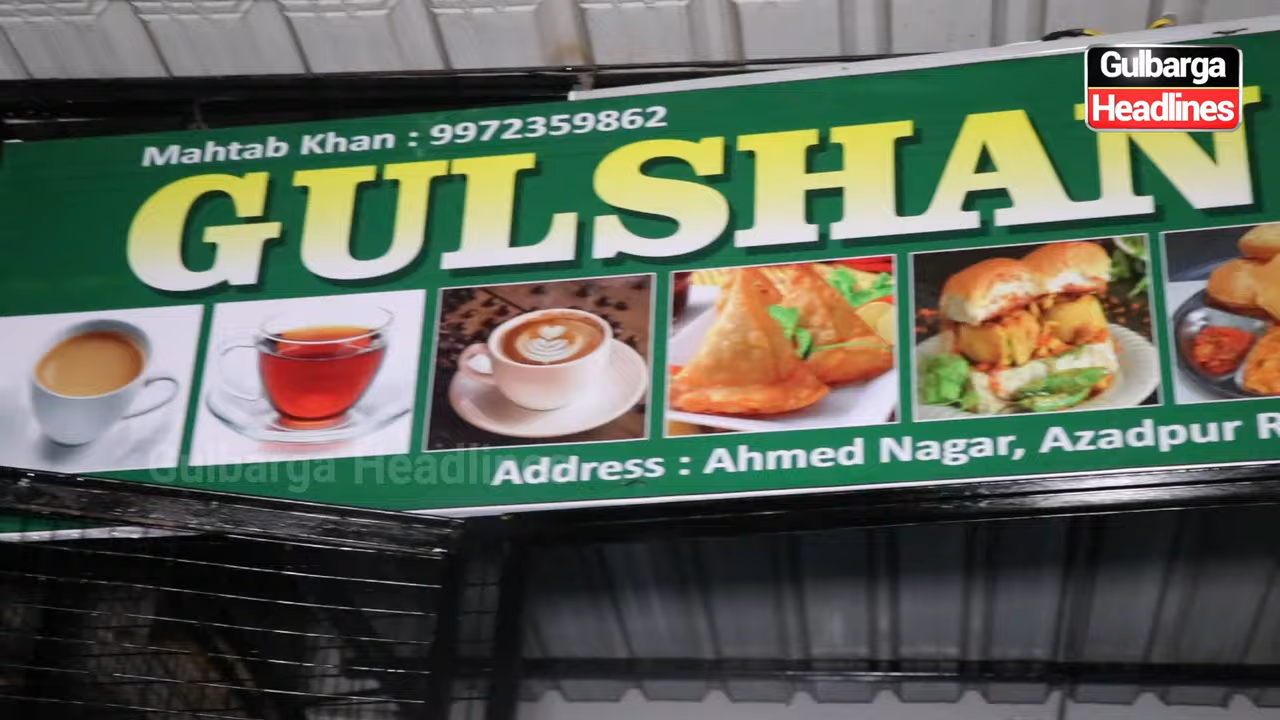 Gulbarga
Headlines
Mahtab Khan : 9972359862
GULSHAN
Address : Ahmed Nagar, Azadpur R
Gulbarga Headlines